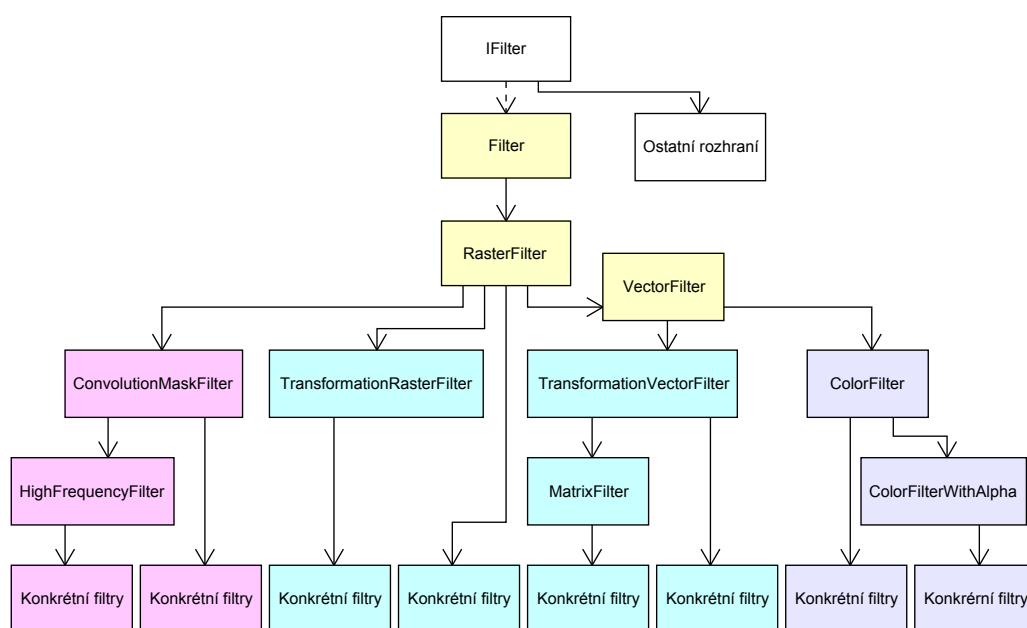 IFilter
Ostatní rozhraní
Filter
RasterFilter
VectorFilter
ConvolutionMaskFilter
TransformationRasterFilter
TransformationVectorFilter
ColorFilter
HighFrequencyFilter
MatrixFilter
ColorFilterWithAlpha
Konkrétní filtry
Konkrétní filtry
Konkrétní filtry
Konkrétní filtry
Konkrétní filtry
Konkrétní filtry
Konkrétní filtry
Konkrérní filtry